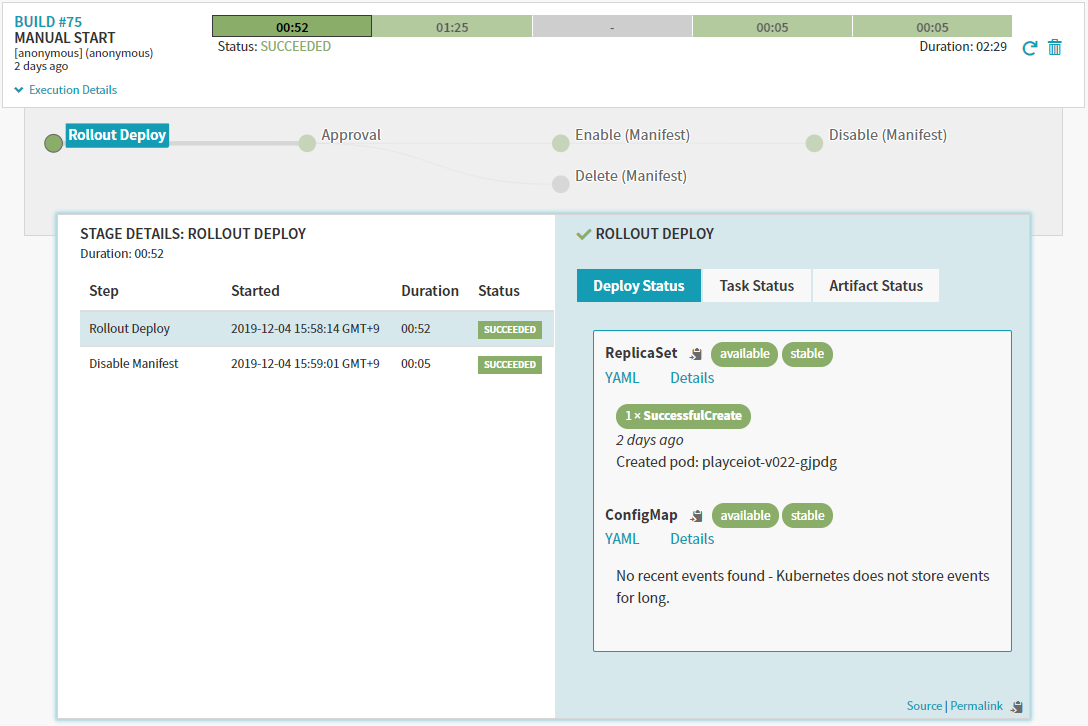 BUILD #75
MANUAL START
[anonymous] (anonymous)
2 days ago
Execution Details
00:52 01:25 - 00:05 00:05
Status: SUCCEEDED Duration: 02:29
Rollout Deploy Approval Enable (Manifest) Disable (Manifest)
Delete (Manifest)
STAGE DETAILS: ROLLOUT DEPLOY
Duration: 00:52
Step Started Duration Status
Rollout Deploy 2019-12-04 15:58:14 GMT+9 00:52 SUCCEEDED
Disable Manifest 2019-12-04 15:59:01 GMT+9 00:05 SUCCEEDED
ROLLOUT DEPLOY
Deploy Status Task Status Artifact Status
ReplicaSet available stable
YAML Details
1 × SuccessfulCreate
2 days ago
Created pod: playceiot-v022-gjpdg
ConfigMap available stable
YAML Details
No recent events found - Kubernetes does not store events
for long.
Source | Permalink